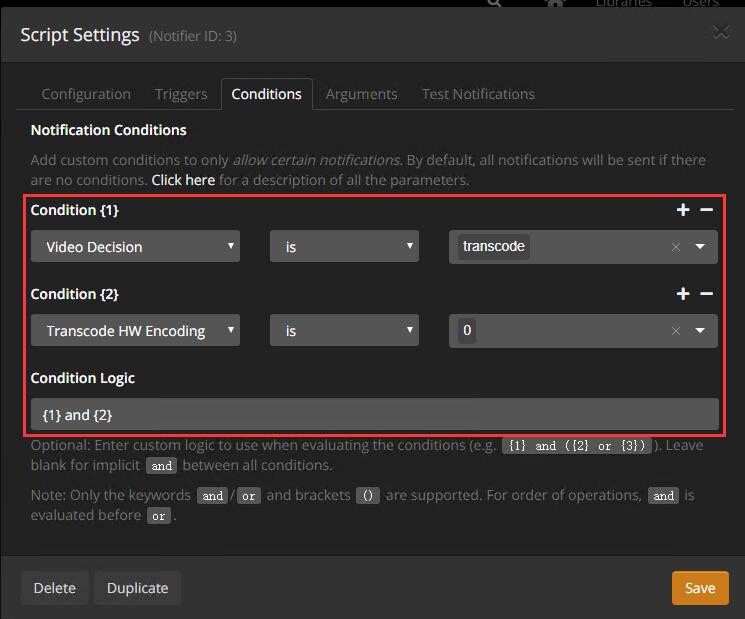 Libraries Users
Script Settings (Notifier ID: 3)
Configuration Triggers Conditions Arguments Test Notifications
Notification Conditions
Add custom conditions to only allow certain notifications. By default, all notifications will be sent if there
are no conditions. Click here for a description of all the parameters.
Condition {1}
Video Decision is transcode
Condition {2}
Transcode HW Encoding is 0
Condition Logic
{1} and {2}
Optional: Enter custom logic to use when evaluating the conditions (e.g. {1} and ({2} or {3}) ). Leave
blank for implicit and between all conditions.
Note: Only the keywords and / or and brackets () are supported. For order of operations, and is
evaluated before or .
Delete Duplicate Save